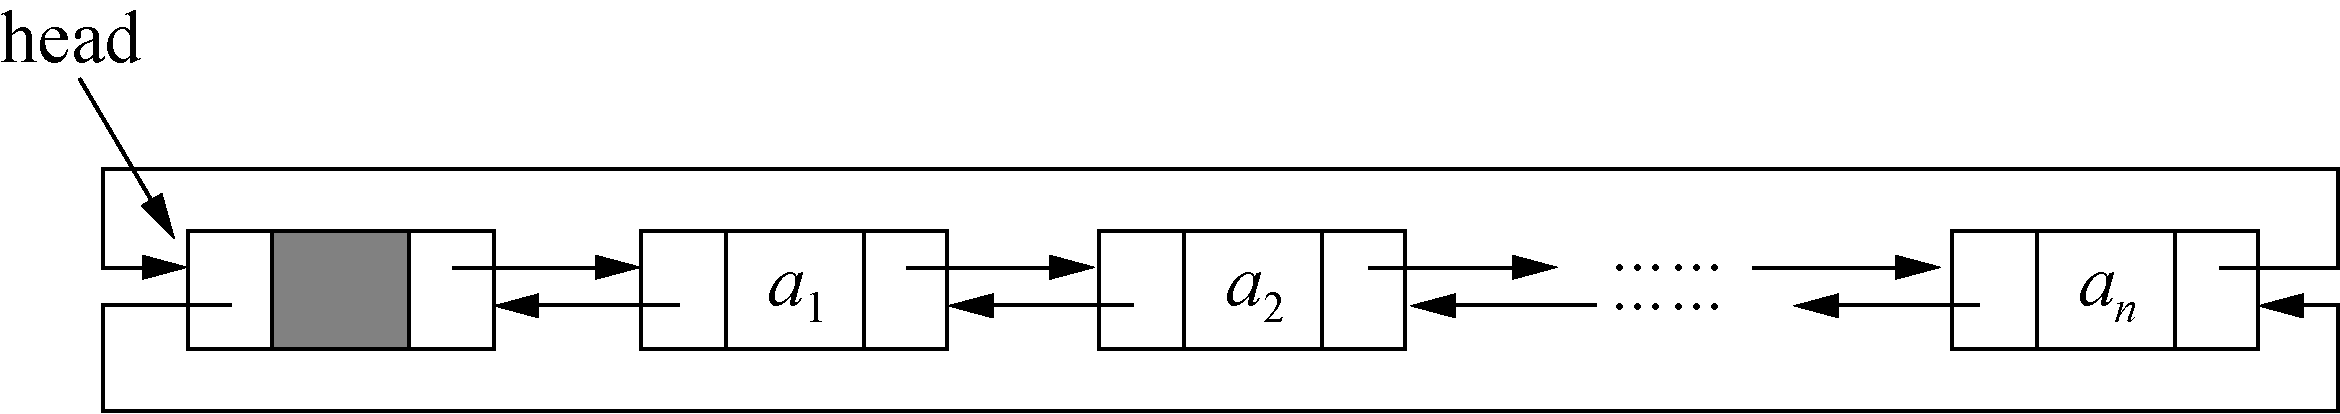 head
a₁ a₂ …… aₙ
……